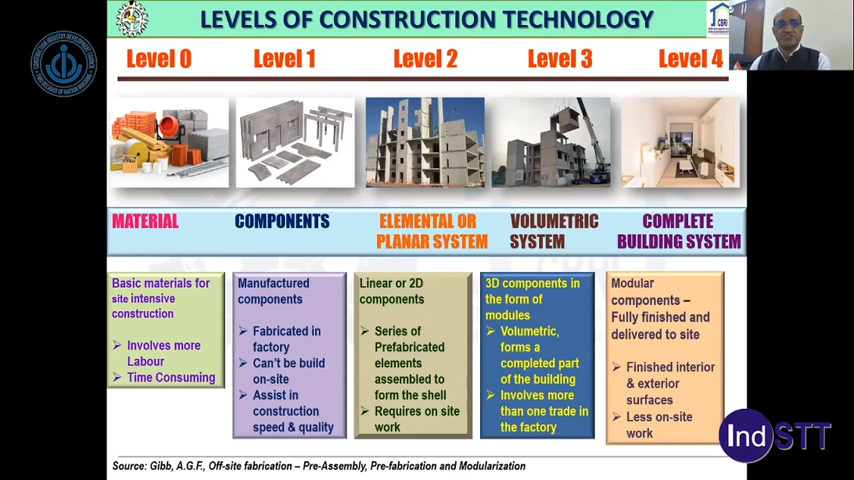 LEVELS OF CONSTRUCTION TECHNOLOGY
CBRI
Level 0
Level 1
Level 2
Level 3
Level 4
MATERIAL
COMPONENTS
ELEMENTAL OR
PLANAR SYSTEM
VOLUMETRIC
SYSTEM
COMPLETE
BUILDING SYSTEM
Basic materials for
site intensive
construction
Involves more
Labour
Time Consuming
Manufactured
components
Fabricated in
factory
Can't be build
on-site
Assist in
construction
speed & quality
Linear or 2D
components
Series of
Prefabricated
elements
assembled to
form the shell
Requires on site
work
3D components in
the form of
modules
Volumetric,
forms a
completed part
of the building
Involves more
than one trade in
the factory
Modular
components –
Fully finished and
delivered to site
Finished interior
& exterior
surfaces
Less on-site
work
IndSTT
Source: Gibb, A.G.F., Off-site fabrication – Pre-Assembly, Pre-fabrication and Modularization